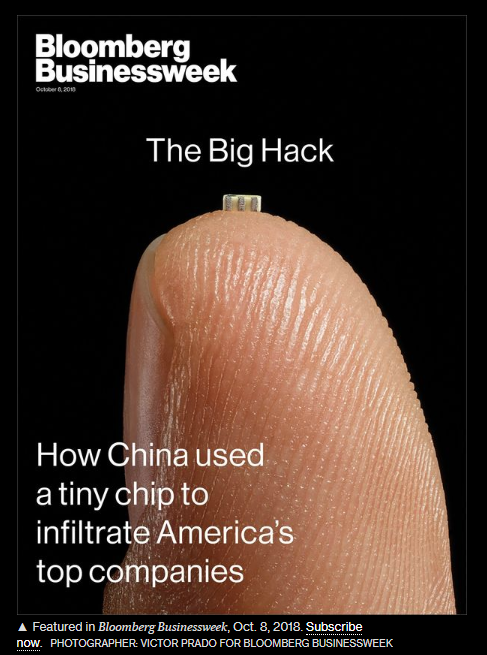 Bloomberg
Businessweek
October 8, 2018
The Big Hack
How China used
a tiny chip to
infiltrate America's
top companies
▲ Featured in Bloomberg Businessweek, Oct. 8, 2018. Subscribe
now. PHOTOGRAPHER: VICTOR PRADO FOR BLOOMBERG BUSINESSWEEK